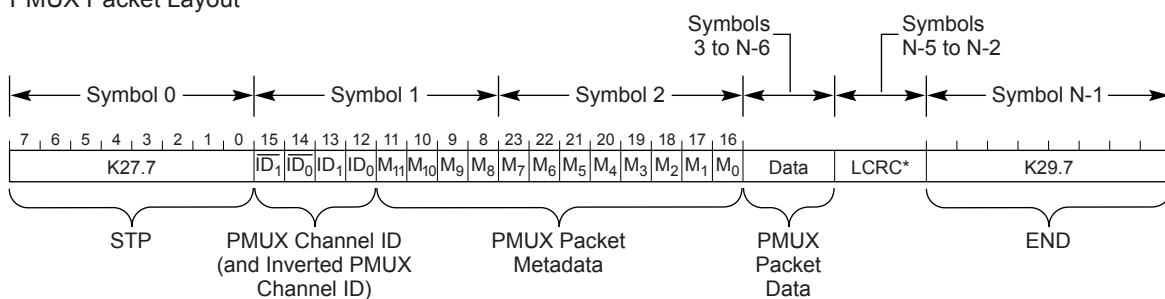 PMUX Packet Layout
Symbols
3 to N-6
Symbols
N-5 to N-2
Symbol 0
Symbol 1
Symbol 2
Symbol N-1
7 6 5 4 3 2 1 0 15 14 13 12 11 10 9 8 23 22 21 20 19 18 17 16
K27.7 I̅D̅₁ I̅D̅₀ ID₁ ID₀ M₁₁ M₁₀ M₉ M₈ M₇ M₆ M₅ M₄ M₃ M₂ M₁ M₀ Data LCRC* K29.7
STP
PMUX Channel ID
(and Inverted PMUX
Channel ID)
PMUX Packet
Metadata
PMUX
Packet
Data
END